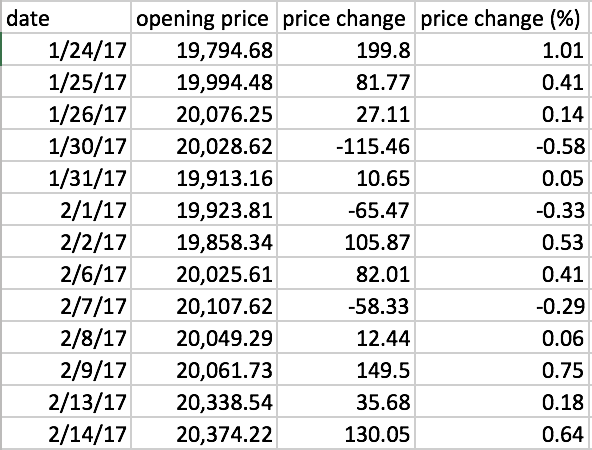 date opening price price change price change (%)
1/24/17 19,794.68 199.8 1.01
1/25/17 19,994.48 81.77 0.41
1/26/17 20,076.25 27.11 0.14
1/30/17 20,028.62 -115.46 -0.58
1/31/17 19,913.16 10.65 0.05
2/1/17 19,923.81 -65.47 -0.33
2/2/17 19,858.34 105.87 0.53
2/6/17 20,025.61 82.01 0.41
2/7/17 20,107.62 -58.33 -0.29
2/8/17 20,049.29 12.44 0.06
2/9/17 20,061.73 149.5 0.75
2/13/17 20,338.54 35.68 0.18
2/14/17 20,374.22 130.05 0.64